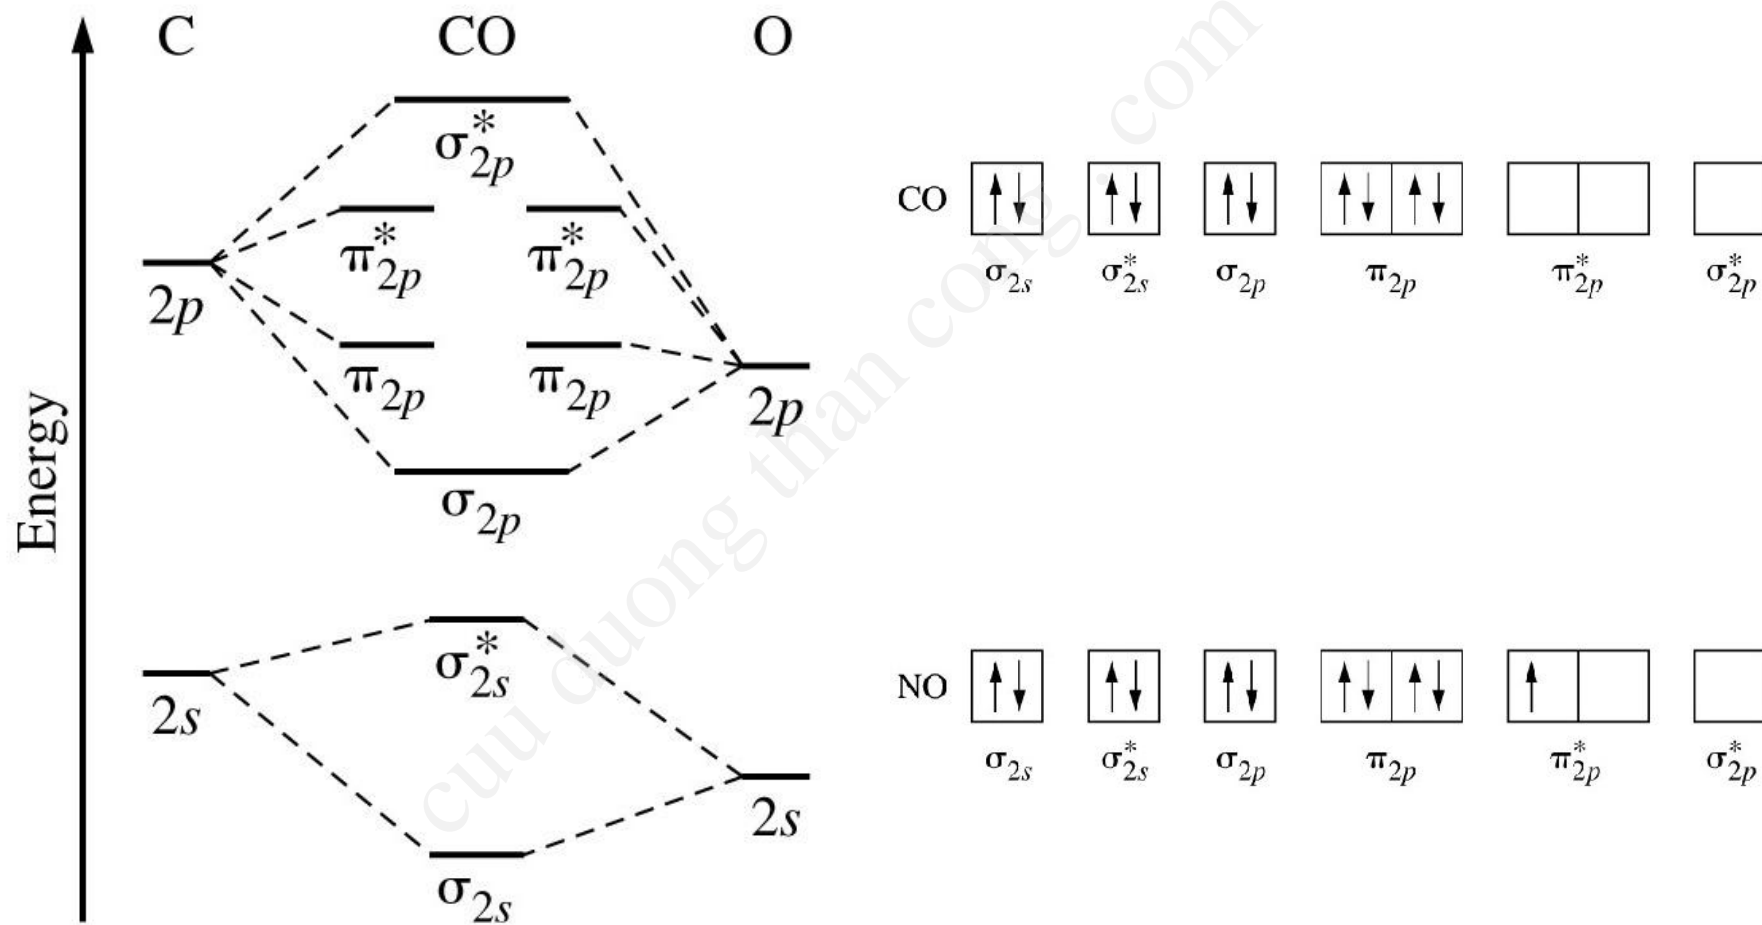 C CO O
σ*2p
π*2p π*2p
2p
π2p π2p
2p
σ2p
Energy
σ*2s
2s
2s
σ2s
CO
σ2s σ*2s σ2p π2p π*2p σ*2p
NO
σ2s σ*2s σ2p π2p π*2p σ*2p
cuu duong than cong . com